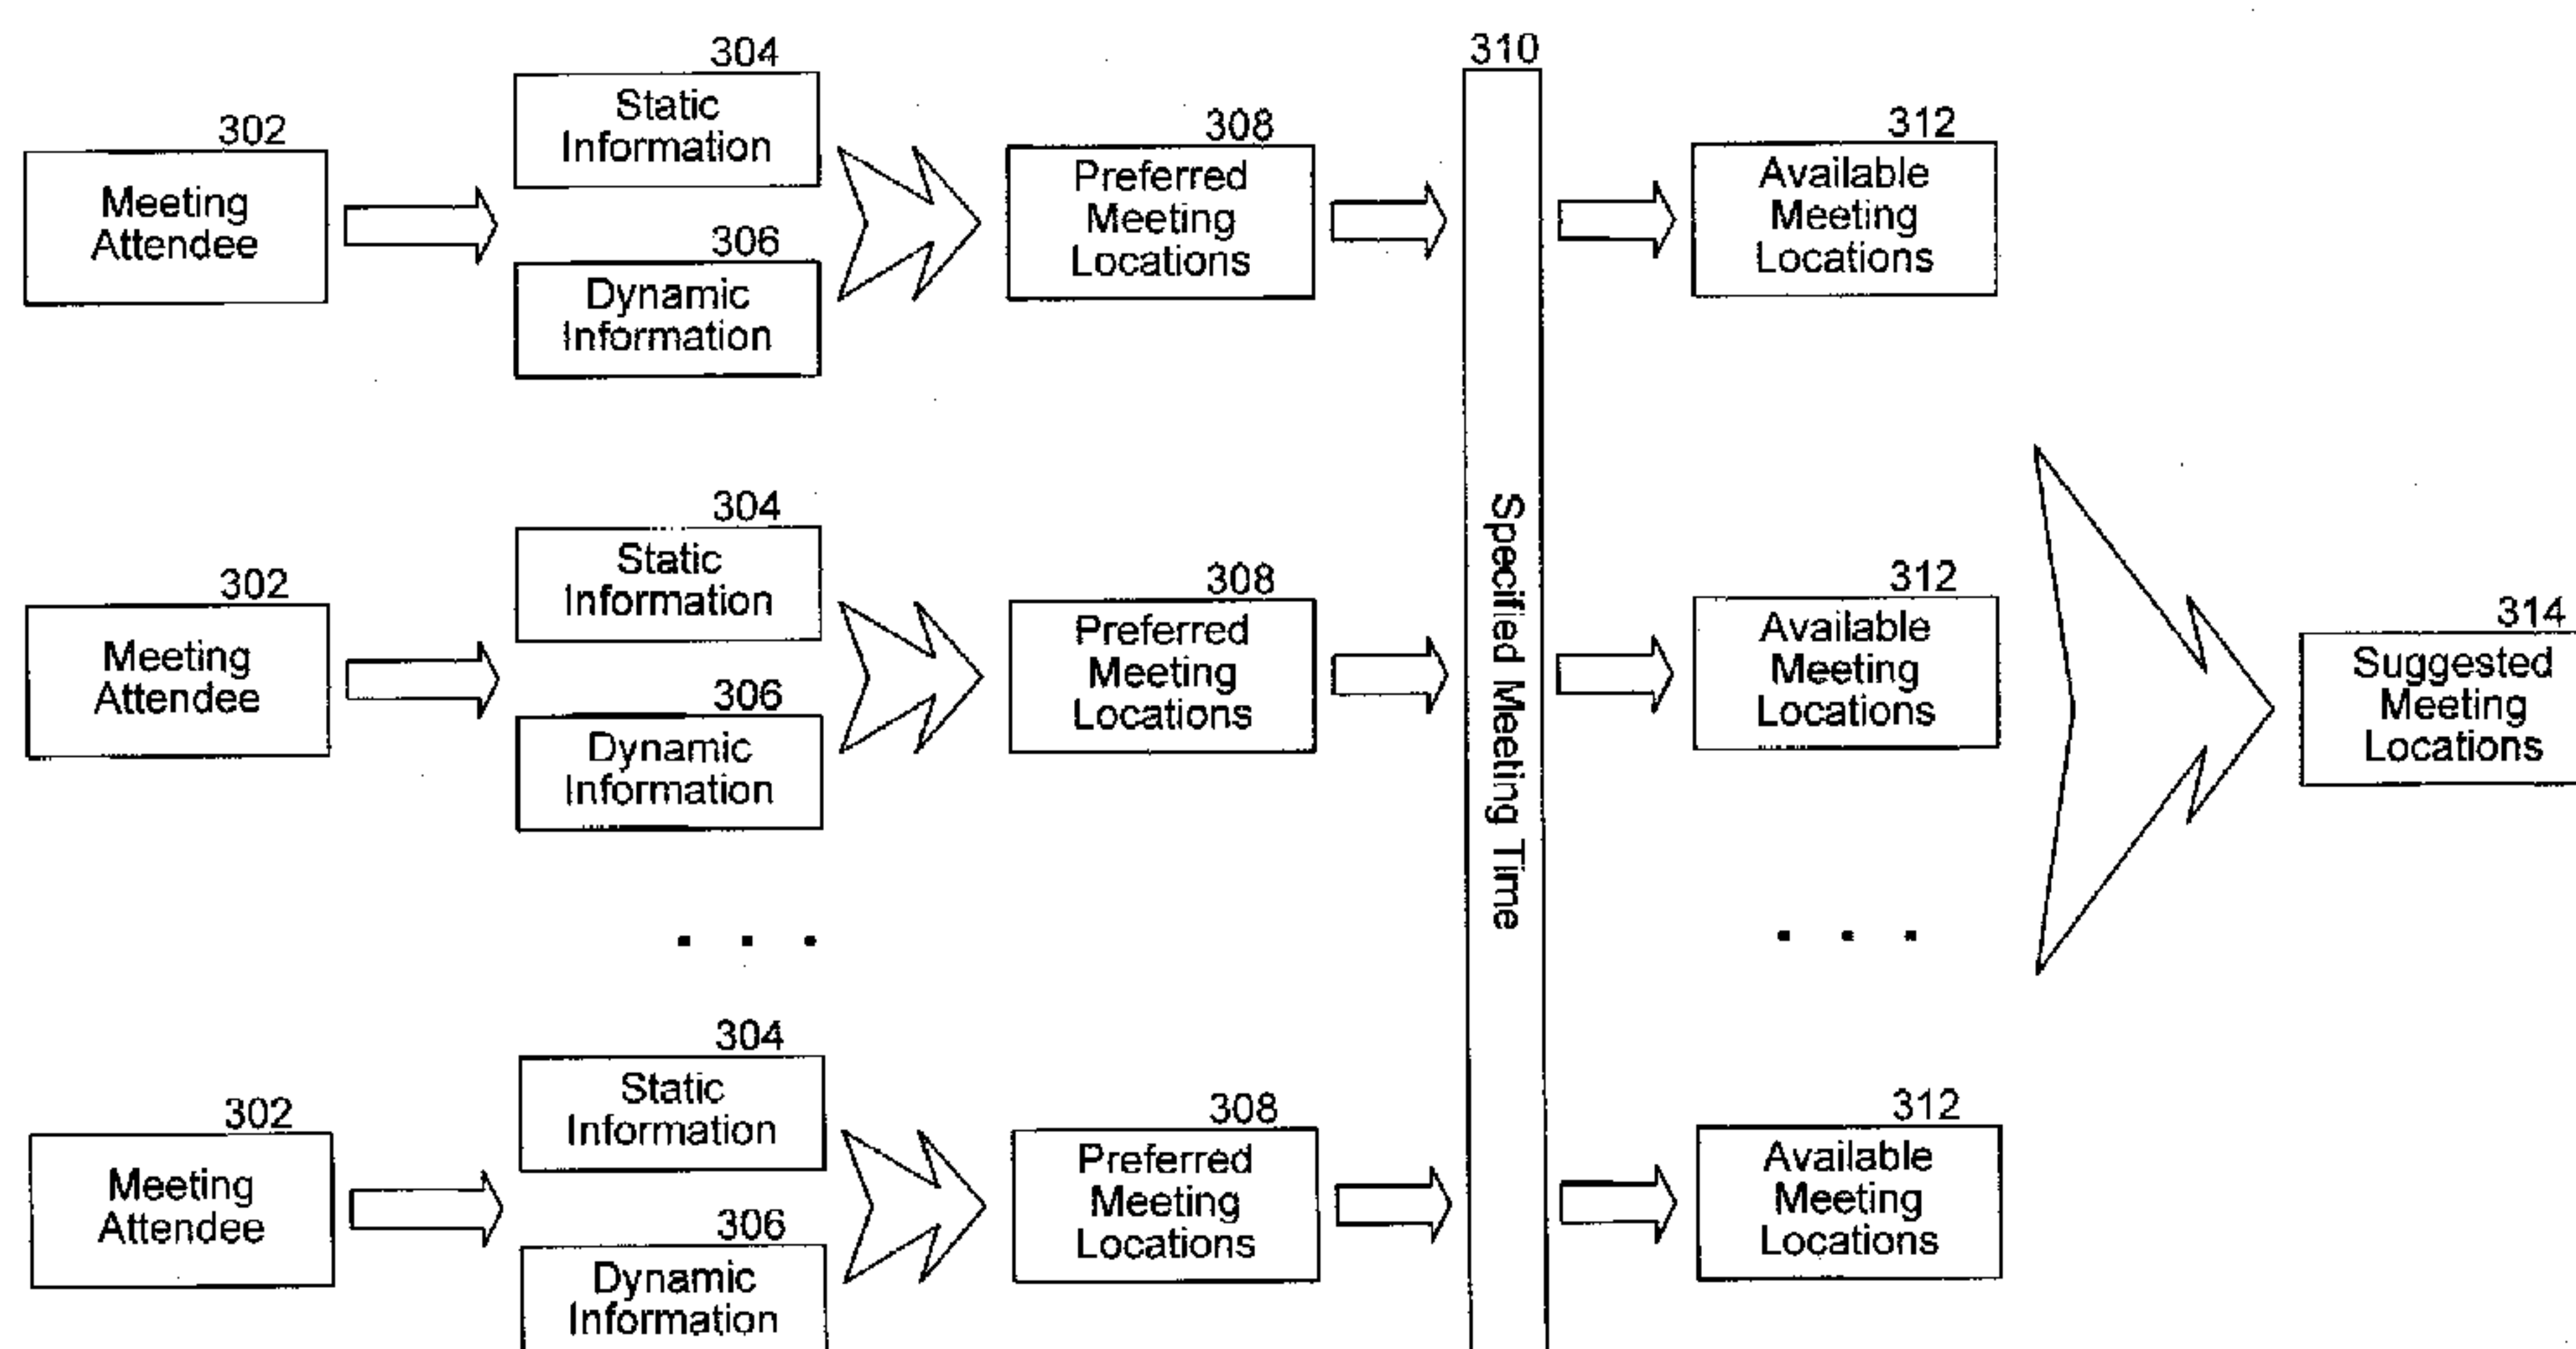 304
Static
Information
302
Meeting
Attendee
306
Dynamic
Information
308
Preferred
Meeting
Locations
310
Specified Meeting Time
312
Available
Meeting
Locations
304
Static
Information
302
Meeting
Attendee
306
Dynamic
Information
308
Preferred
Meeting
Locations
312
Available
Meeting
Locations
314
Suggested
Meeting
Locations
. . .
. . .
304
Static
Information
302
Meeting
Attendee
306
Dynamic
Information
308
Preferred
Meeting
Locations
312
Available
Meeting
Locations